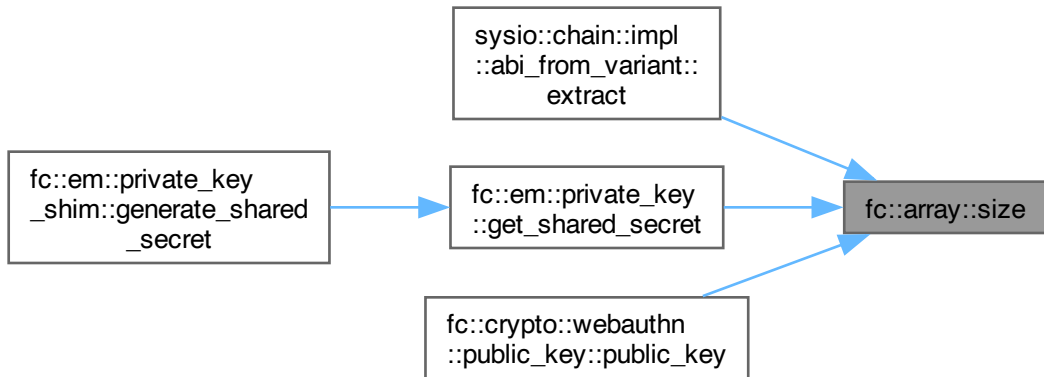 sysio::chain::impl
::abi_from_variant::
extract
fc::em::private_key
_shim::generate_shared
_secret
fc::em::private_key
::get_shared_secret
fc::array::size
fc::crypto::webauthn
::public_key::public_key